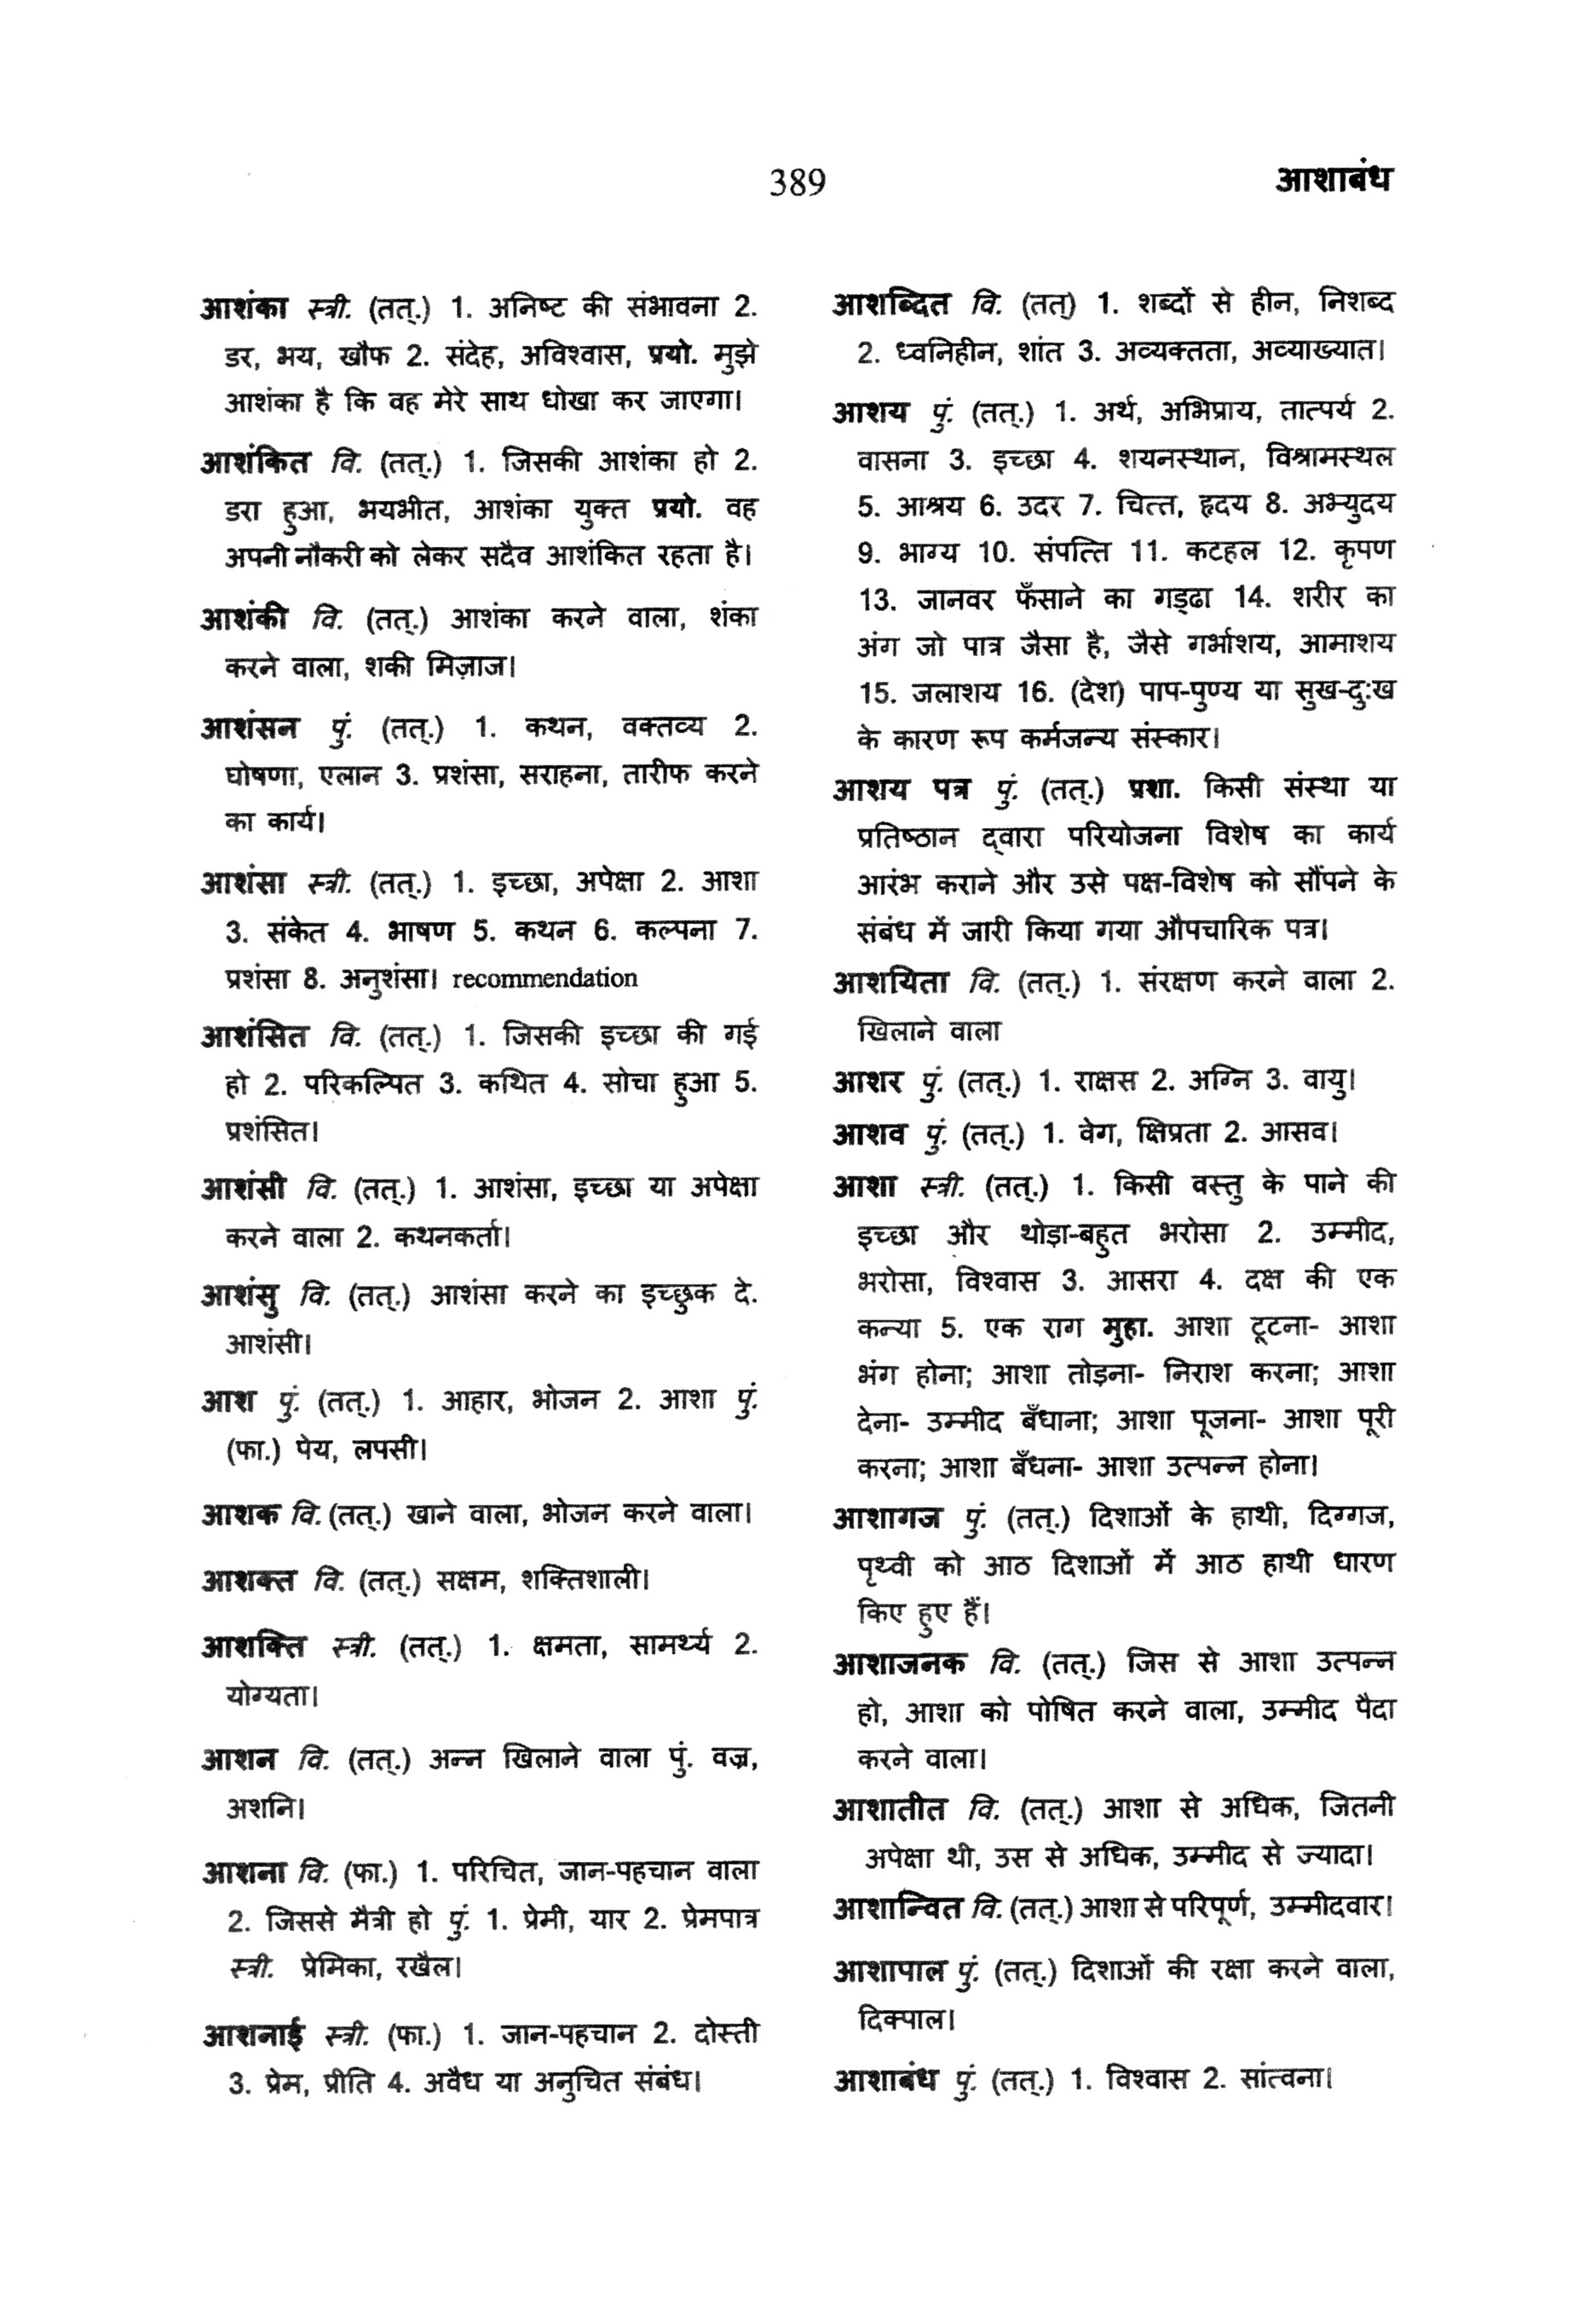 389
आशाबंध
आशंका स्त्री. (तत्.) 1. अनिष्ट की संभावना 2.
डर, भय, खौफ 2. संदेह, अविश्वास, प्रयो. मुझे
आशंका है कि वह मेरे साथ धोखा कर जाएगा।
आशंकित वि. (तत्.) 1. जिसकी आशंका हो 2.
डरा हुआ, भयभीत, आशंका युक्त प्रयो. वह
अपनी नौकरी को लेकर सदैव आशंकित रहता है।
आशंकी वि. (तत्.) आशंका करने वाला, शंका
करने वाला, शकी मिज़ाज।
आशंसन पुं. (तत्.) 1. कथन, वक्तव्य 2.
घोषणा, एलान 3. प्रशंसा, सराहना, तारीफ करने
का कार्य।
आशंसा स्त्री. (तत्.) 1. इच्छा, अपेक्षा 2. आशा
3. संकेत 4. भाषण 5. कथन 6. कल्पना 7.
प्रशंसा 8. अनुशंसा। recommendation
आशंसित वि. (तत्.) 1. जिसकी इच्छा की गई
हो 2. परिकल्पित 3. कथित 4. सोचा हुआ 5.
प्रशंसित।
आशंसी वि. (तत्.) 1. आशंसा, इच्छा या अपेक्षा
करने वाला 2. कथनकर्ता।
आशंसु वि. (तत्.) आशंसा करने का इच्छुक दे.
आशंसी।
आश पुं. (तत्.) 1. आहार, भोजन 2. आशा पुं.
(फा.) पेय, लपसी।
आशक वि. (तत्.) खाने वाला, भोजन करने वाला।
आशक्त वि. (तत्.) सक्षम, शक्तिशाली।
आशक्ति स्त्री. (तत्.) 1. क्षमता, सामर्थ्य 2.
योग्यता।
आशन वि. (तत्.) अन्न खिलाने वाला पुं. वज्र,
अशनि।
आशना वि. (फा.) 1. परिचित, जान-पहचान वाला
2. जिससे मैत्री हो पुं. 1. प्रेमी, यार 2. प्रेमपात्र
स्त्री. प्रेमिका, रखैल।
आशनाई स्त्री. (फा.) 1. जान-पहचान 2. दोस्ती
3. प्रेम, प्रीति 4. अवैध या अनुचित संबंध।
आशब्दित वि. (तत्) 1. शब्दों से हीन, निशब्द
2. ध्वनिहीन, शांत 3. अव्यक्तता, अव्याख्यात।
आशय पुं. (तत्.) 1. अर्थ, अभिप्राय, तात्पर्य 2.
वासना 3. इच्छा 4. शयनस्थान, विश्रामस्थल
5. आश्रय 6. उदर 7. चित्त, हृदय 8. अभ्युदय
9. भाग्य 10. संपत्ति 11. कटहल 12. कृपण
13. जानवर फँसाने का गड्ढा 14. शरीर का
अंग जो पात्र जैसा है, जैसे गर्भाशय, आमाशय
15. जलाशय 16. (देश) पाप-पुण्य या सुख-दु:ख
के कारण रूप कर्मजन्य संस्कार।
आशय पत्र पुं. (तत्.) प्रशा. किसी संस्था या
प्रतिष्ठान द्वारा परियोजना विशेष का कार्य
आरंभ कराने और उसे पक्ष-विशेष को सौंपने के
संबंध में जारी किया गया औपचारिक पत्र।
आशयिता वि. (तत्.) 1. संरक्षण करने वाला 2.
खिलाने वाला
आशर पुं. (तत्.) 1. राक्षस 2. अग्नि 3. वायु।
आशव पुं. (तत्.) 1. वेग, क्षिप्रता 2. आसव।
आशा स्त्री. (तत्.) 1. किसी वस्तु के पाने की
इच्छा और थोड़ा-बहुत भरोसा 2. उम्मीद,
भरोसा, विश्वास 3. आसरा 4. दक्ष की एक
कन्या 5. एक राग मुहा. आशा टूटना- आशा
भंग होना; आशा तोड़ना- निराश करना; आशा
देना- उम्मीद बँधाना; आशा पूजना- आशा पूरी
करना; आशा बँधना- आशा उत्पन्न होना।
आशागज पुं. (तत्.) दिशाओं के हाथी, दिग्गज,
पृथ्वी को आठ दिशाओं में आठ हाथी धारण
किए हुए हैं।
आशाजनक वि. (तत्.) जिस से आशा उत्पन्न
हो, आशा को पोषित करने वाला, उम्मीद पैदा
करने वाला।
आशातीत वि. (तत्.) आशा से अधिक, जितनी
अपेक्षा थी, उस से अधिक, उम्मीद से ज्यादा।
आशान्वित वि. (तत्.) आशा से परिपूर्ण, उम्मीदवार।
आशापाल पुं. (तत्.) दिशाओं की रक्षा करने वाला,
दिक्पाल।
आशाबंध पुं. (तत्.) 1. विश्वास 2. सांत्वना।